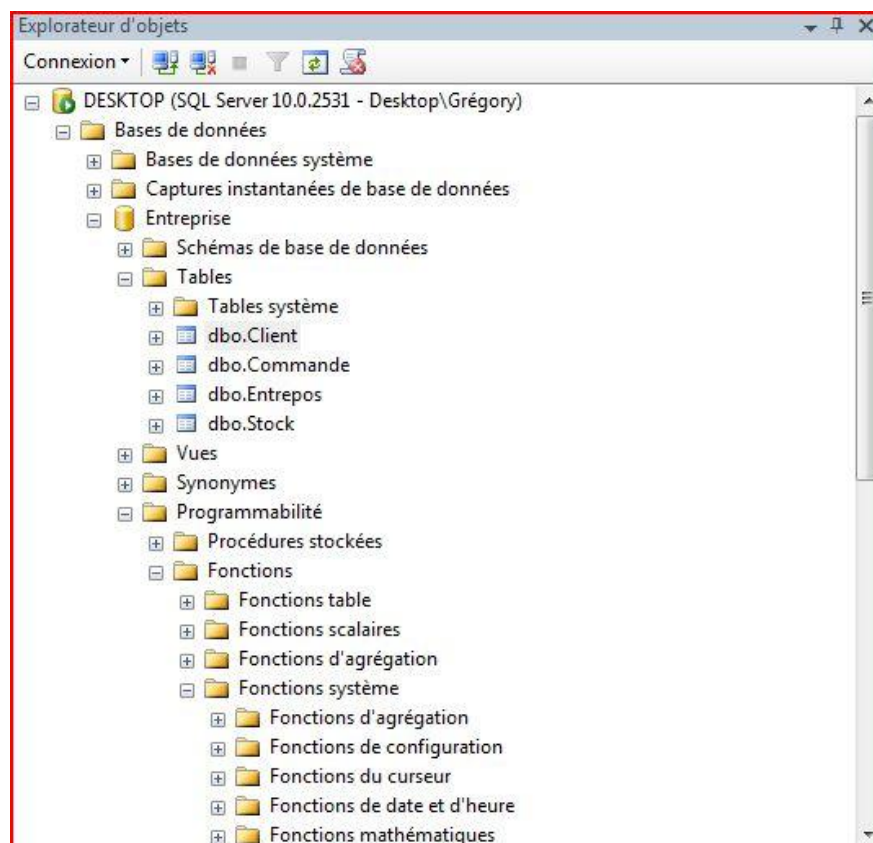 Explorateur d'objets
Connexion
DESKTOP (SQL Server 10.0.2531 - Desktop\Grégory)
Bases de données
Bases de données système
Captures instantanées de base de données
Entreprise
Schémas de base de données
Tables
Tables système
dbo.Client
dbo.Commande
dbo.Entrepos
dbo.Stock
Vues
Synonymes
Programmabilité
Procédures stockées
Fonctions
Fonctions table
Fonctions scalaires
Fonctions d'agrégation
Fonctions système
Fonctions d'agrégation
Fonctions de configuration
Fonctions du curseur
Fonctions de date et d'heure
Fonctions mathématiques